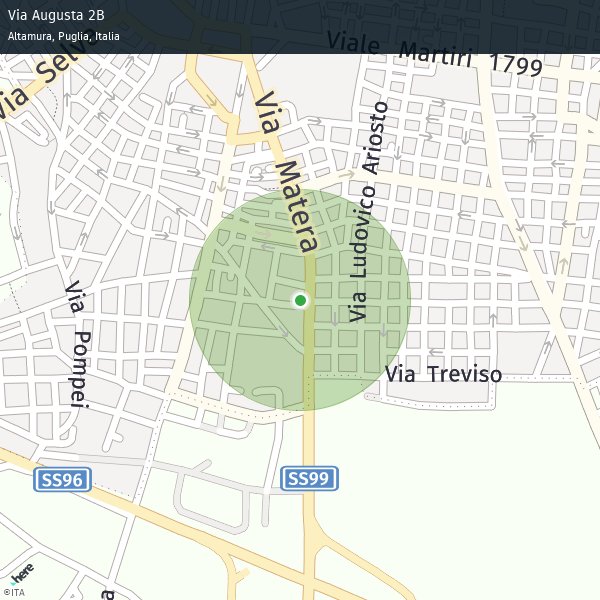 Via Augusta 2B
Altamura, Puglia, Italia
Viale Martiri 1799
Via Selva
Via Matera
Via Ludovico Ariosto
Via Pompei
Via Treviso
SS96
SS99
here
©ITA
a